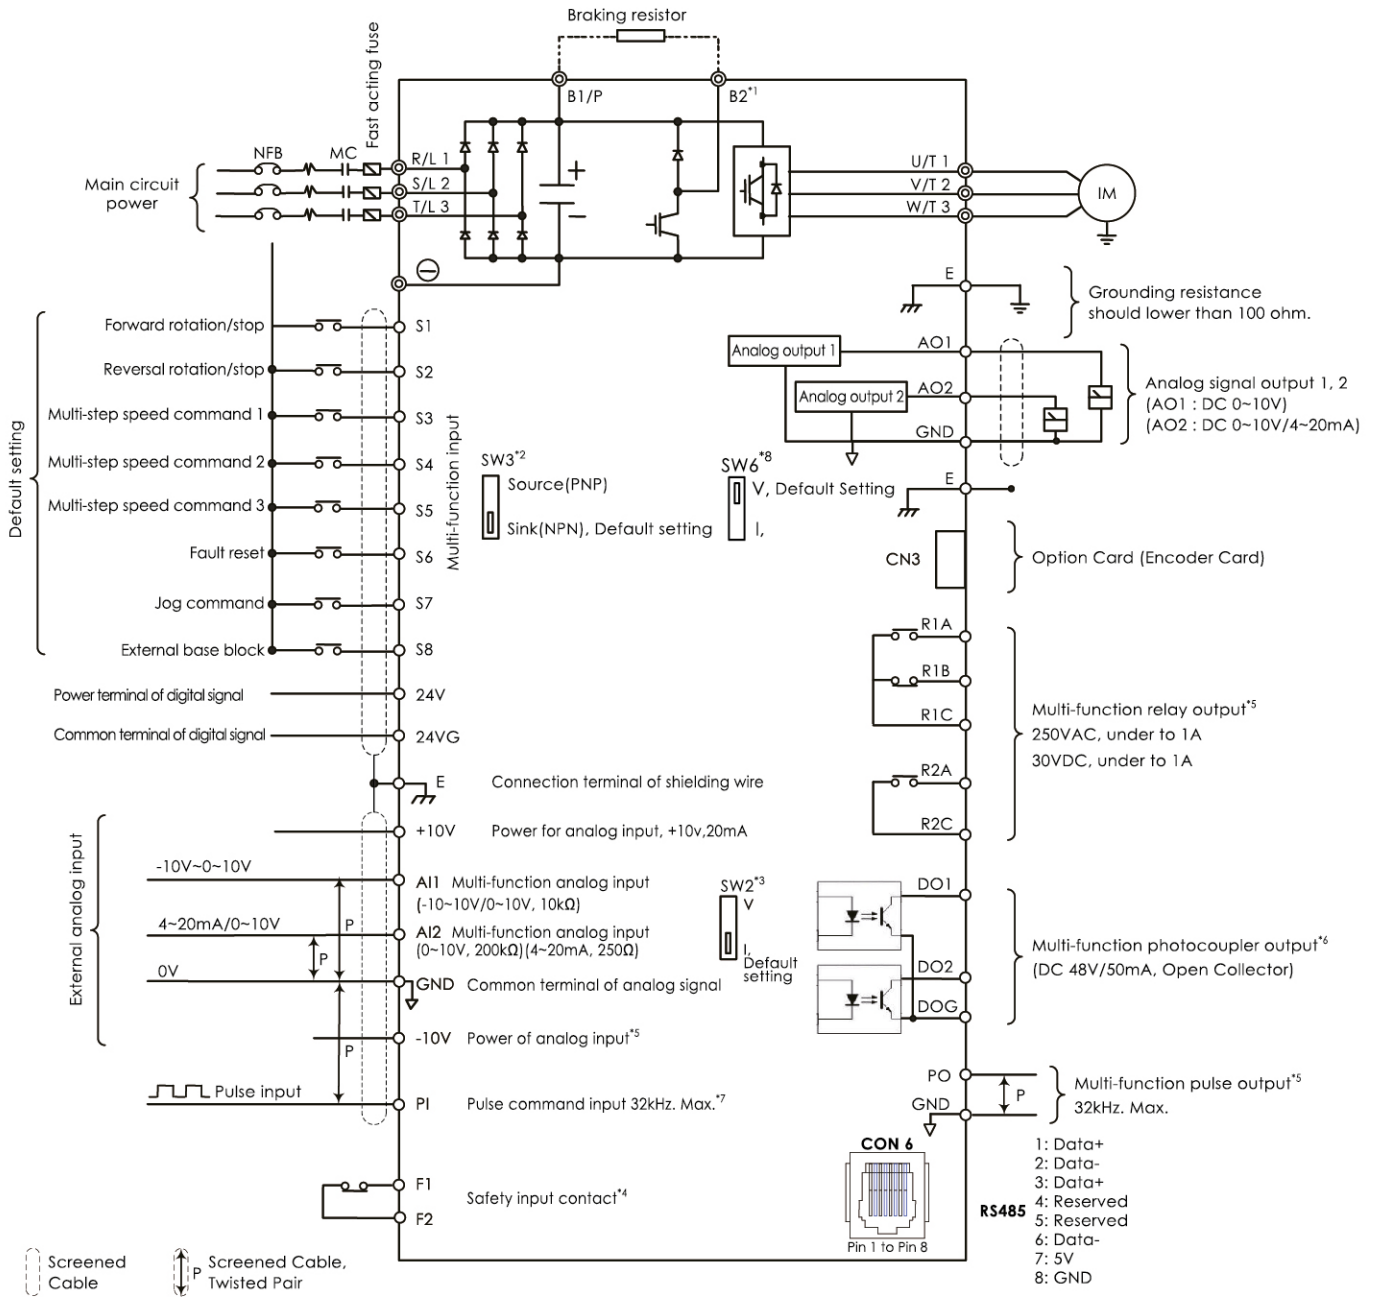 Braking resistor
Fast acting fuse
B1/P
B2*1
NFB
MC
R/L 1
S/L 2
T/L 3
Main circuit
power
+
−
−
U/T 1
V/T 2
W/T 3
IM
E
Grounding resistance
should lower than 100 ohm.
Default setting
Forward rotation/stop
S1
Reversal rotation/stop
S2
Multi-step speed command 1
S3
Multi-step speed command 2
S4
Multi-step speed command 3
S5
Fault reset
S6
Jog command
S7
External base block
S8
Multi-function input
Power terminal of digital signal
24V
Common terminal of digital signal
24VG
SW3*2
Source(PNP)
Sink(NPN), Default setting
SW6*8
V, Default Setting
I,
Analog output 1
AO1
Analog output 2
AO2
GND
Analog signal output 1, 2
(AO1 : DC 0~10V)
(AO2 : DC 0~10V/4~20mA)
E
CN3
Option Card (Encoder Card)
R1A
R1B
R1C
R2A
R2C
Multi-function relay output*5
250VAC, under to 1A
30VDC, under to 1A
E
Connection terminal of shielding wire
External analog input
+10V
Power for analog input, +10v,20mA
-10V~0~10V
AI1
Multi-function analog input
(-10~10V/0~10V, 10kΩ)
P
4~20mA/0~10V
AI2
Multi-function analog input
(0~10V, 200kΩ)(4~20mA, 250Ω)
P
0V
GND
Common terminal of analog signal
-10V
Power of analog input*5
P
Pulse input
PI
Pulse command input 32kHz. Max.*7
SW2*3
V
I,
Default
setting
DO1
DO2
DOG
Multi-function photocoupler output*6
(DC 48V/50mA, Open Collector)
PO
P
GND
Multi-function pulse output*5
32kHz. Max.
F1
F2
Safety input contact*4
CON 6
Pin 1 to Pin 8
RS485
1: Data+
2: Data-
3: Data+
4: Reserved
5: Reserved
6: Data-
7: 5V
8: GND
Screened
Cable
P
Screened Cable,
Twisted Pair